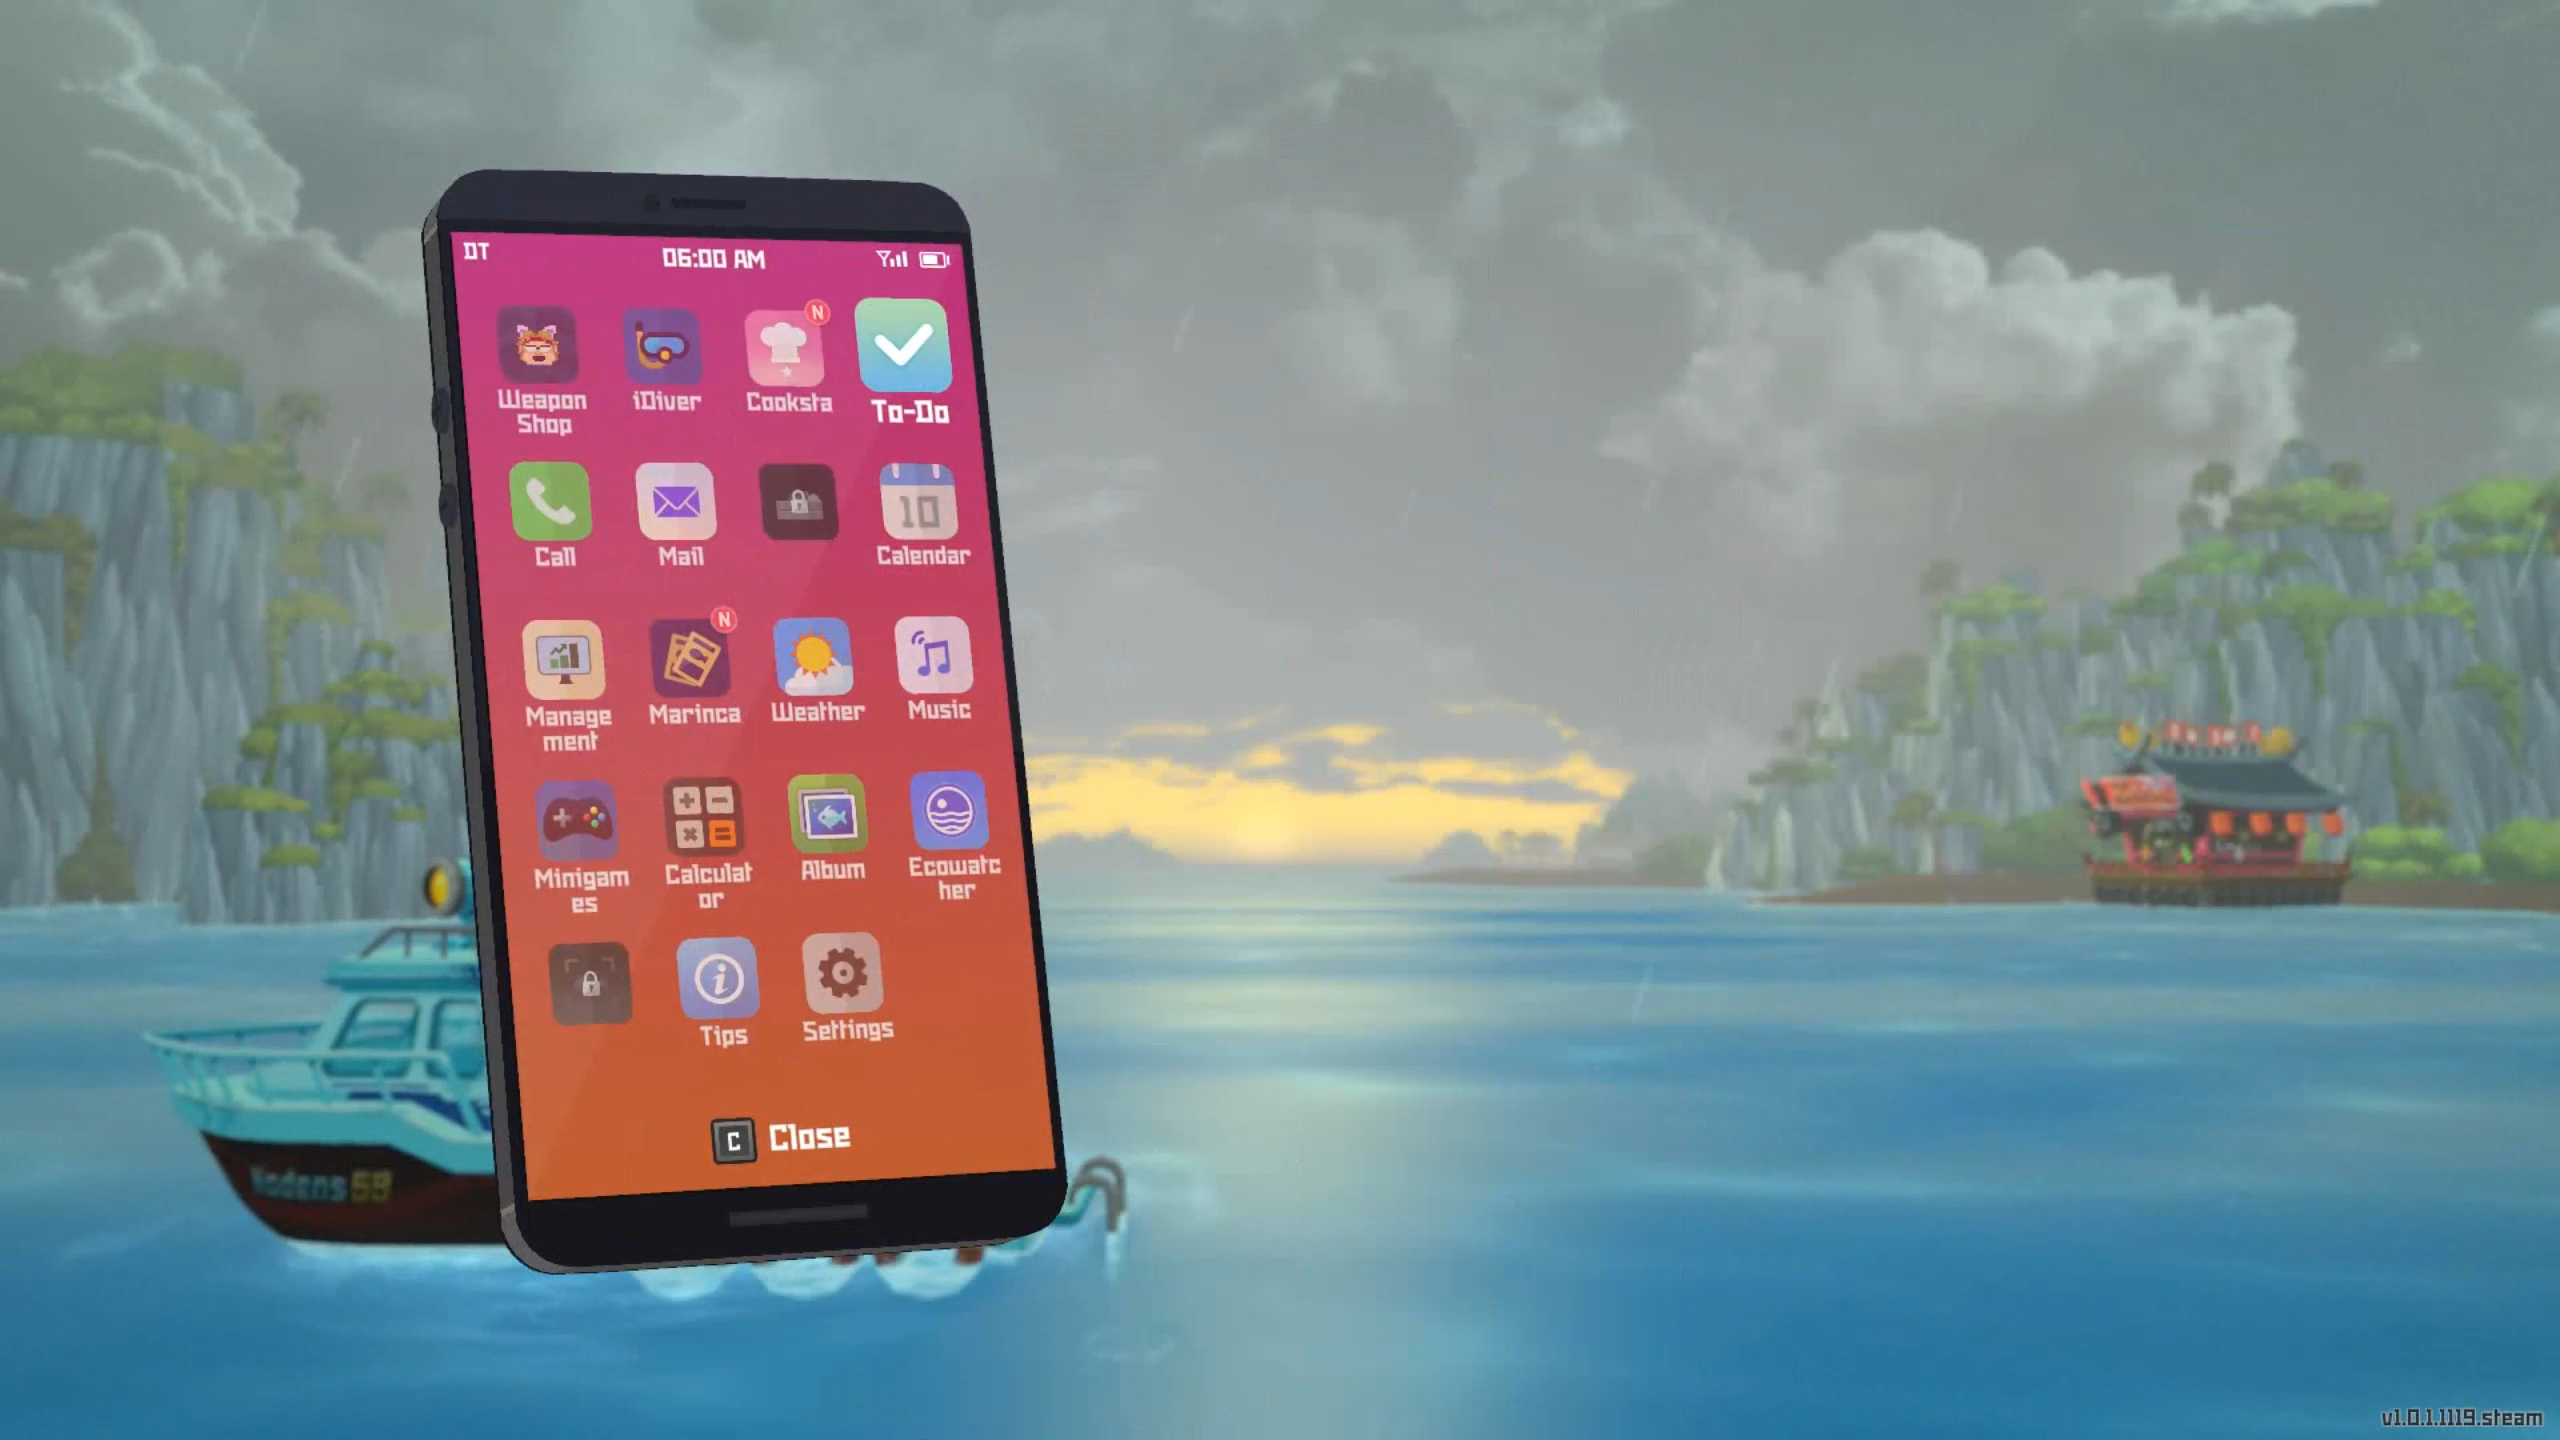 DT
06:00 AM
N
Weapon
Shop
iDiver
Cooksta
To-Do
Call
Mail
10
Calendar
N
Manage
ment
Marinca
Weather
Music
Minigam
es
Calculat
or
Album
Ecowatc
her
Tips
Settings
C Close
v1.0.1.1119.steam